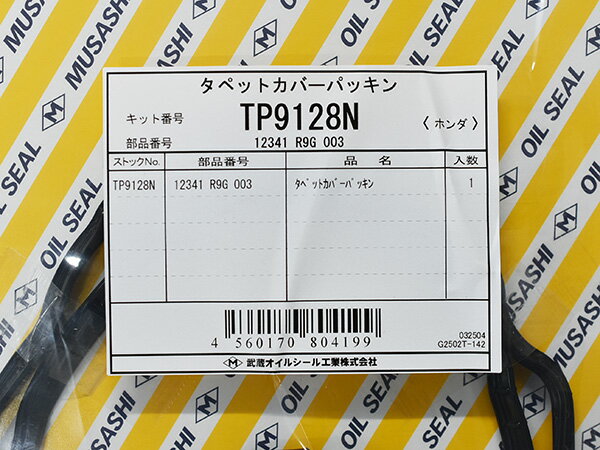 タペットカバーパッキン
キット番号 TP9128N 〈 ホンダ 〉
部品番号 12341 R9G 003
ストックNo. 部品番号 品 名 入数
TP9128N 12341 R9G 003 ﾀﾍﾟｯﾄｶﾊﾞｰﾊﾟｯｷﾝ 1
4 560170 804199
032504
G2502T-142
M 武蔵オイルシール工業株式会社
MUSASHI
OIL SEAL
MUSASHI
OIL SEAL
MUSASHI
OIL SEAL
MUSASHI
OIL SEAL
MUSASHI
OIL SEAL
MUSASHI
OIL SEAL